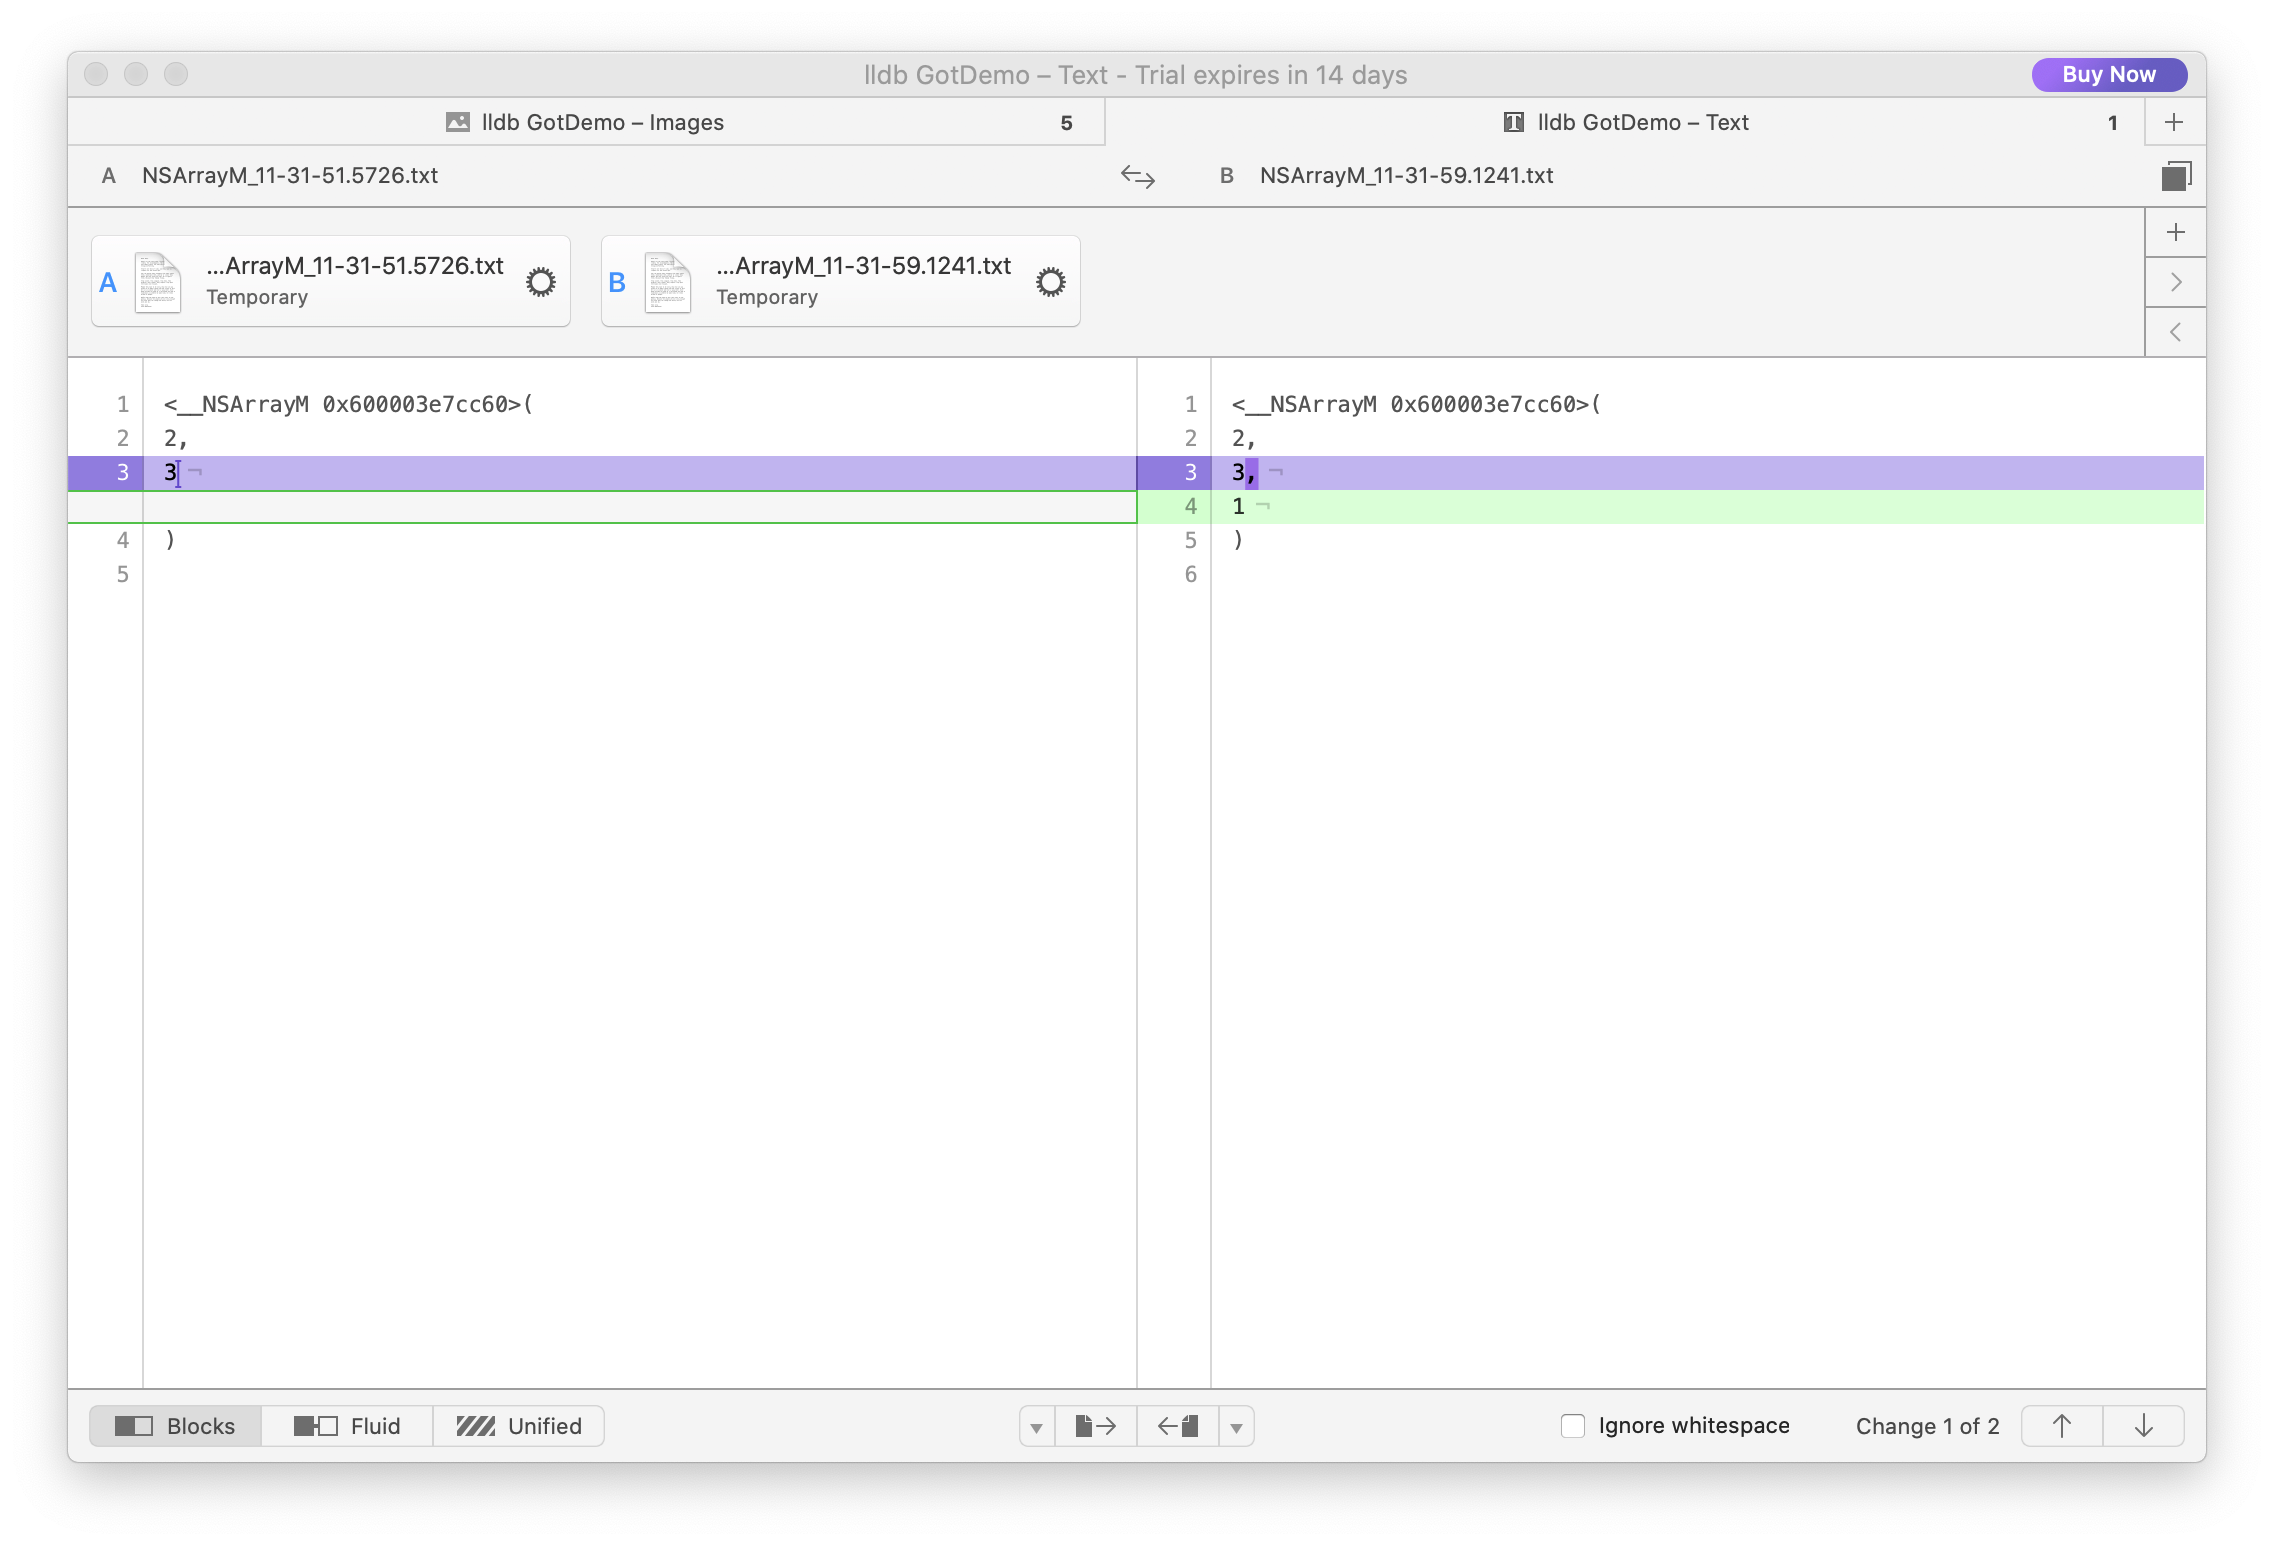 lldb GotDemo – Text - Trial expires in 14 days
Buy Now
lldb GotDemo – Images 5
lldb GotDemo – Text 1
A NSArrayM_11-31-51.5726.txt
B NSArrayM_11-31-59.1241.txt
A ...ArrayM_11-31-51.5726.txt
Temporary
B ...ArrayM_11-31-59.1241.txt
Temporary
1 <__NSArrayM 0x600003e7cc60>(
2 2,
3 3¬
4 )
5
1 <__NSArrayM 0x600003e7cc60>(
2 2,
3 3,¬
4 1¬
5 )
6
Blocks
Fluid
Unified
Ignore whitespace
Change 1 of 2